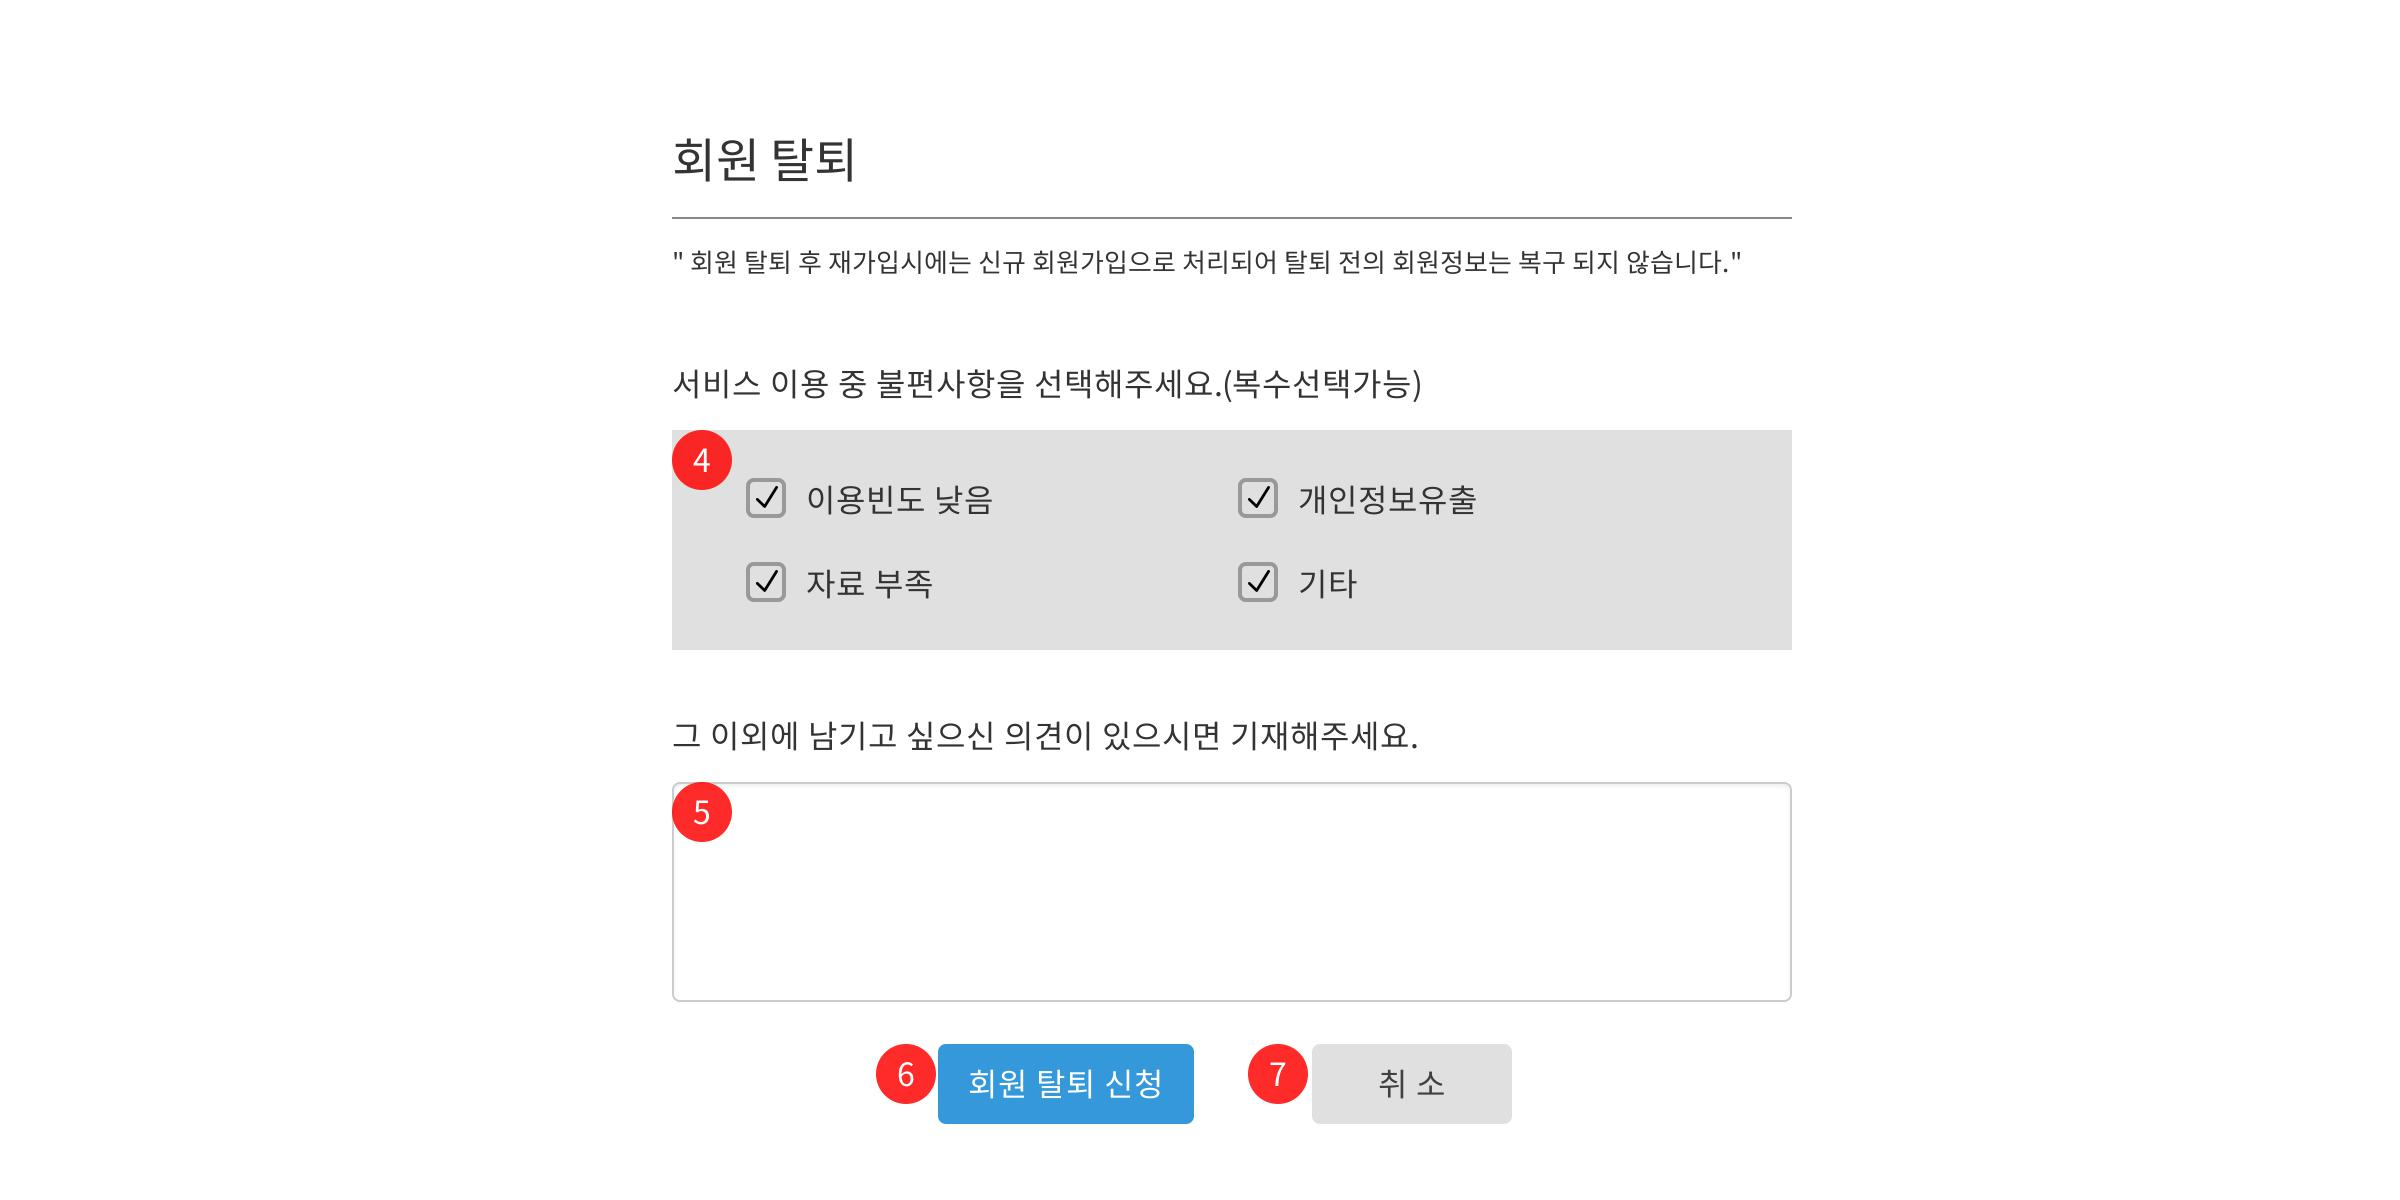 회원 탈퇴
" 회원 탈퇴 후 재가입시에는 신규 회원가입으로 처리되어 탈퇴 전의 회원정보는 복구 되지 않습니다."
서비스 이용 중 불편사항을 선택해주세요.(복수선택가능)
4
이용빈도 낮음 개인정보유출
자료 부족 기타
그 이외에 남기고 싶으신 의견이 있으시면 기재해주세요.
5
6 회원 탈퇴 신청 7 취 소